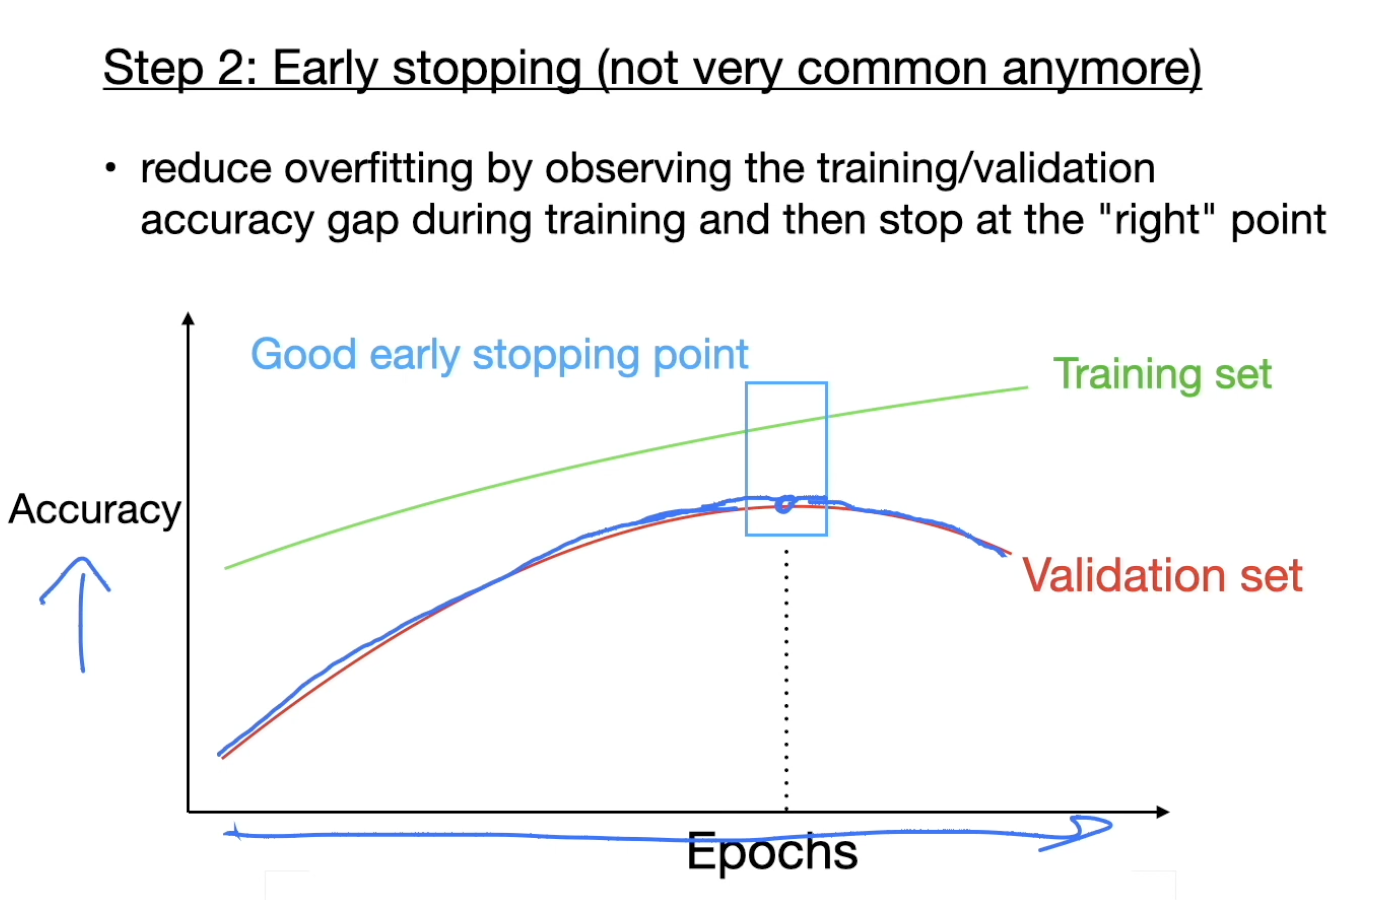 Step 2: Early stopping (not very common anymore)
• reduce overfitting by observing the training/validation
accuracy gap during training and then stop at the "right" point
Good early stopping point
Training set
Accuracy
Validation set
Epochs